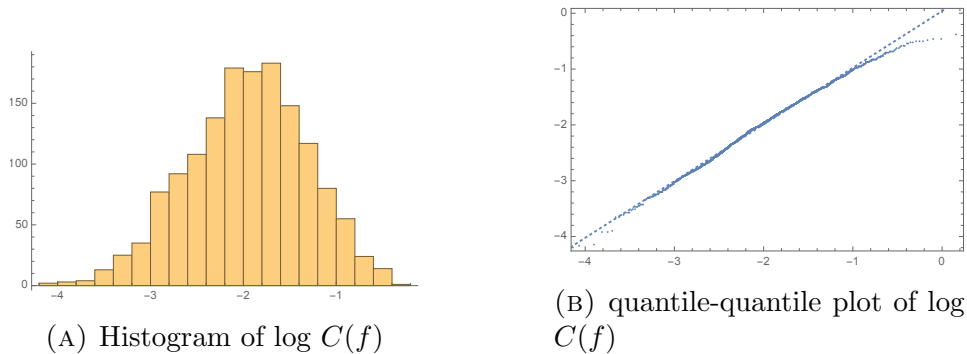 150
100
50
0
−4 −3 −2 −1
(A) Histogram of log C(f)
0
−1
−2
−3
−4
−4 −3 −2 −1 0
(B) quantile-quantile plot of log
C(f)